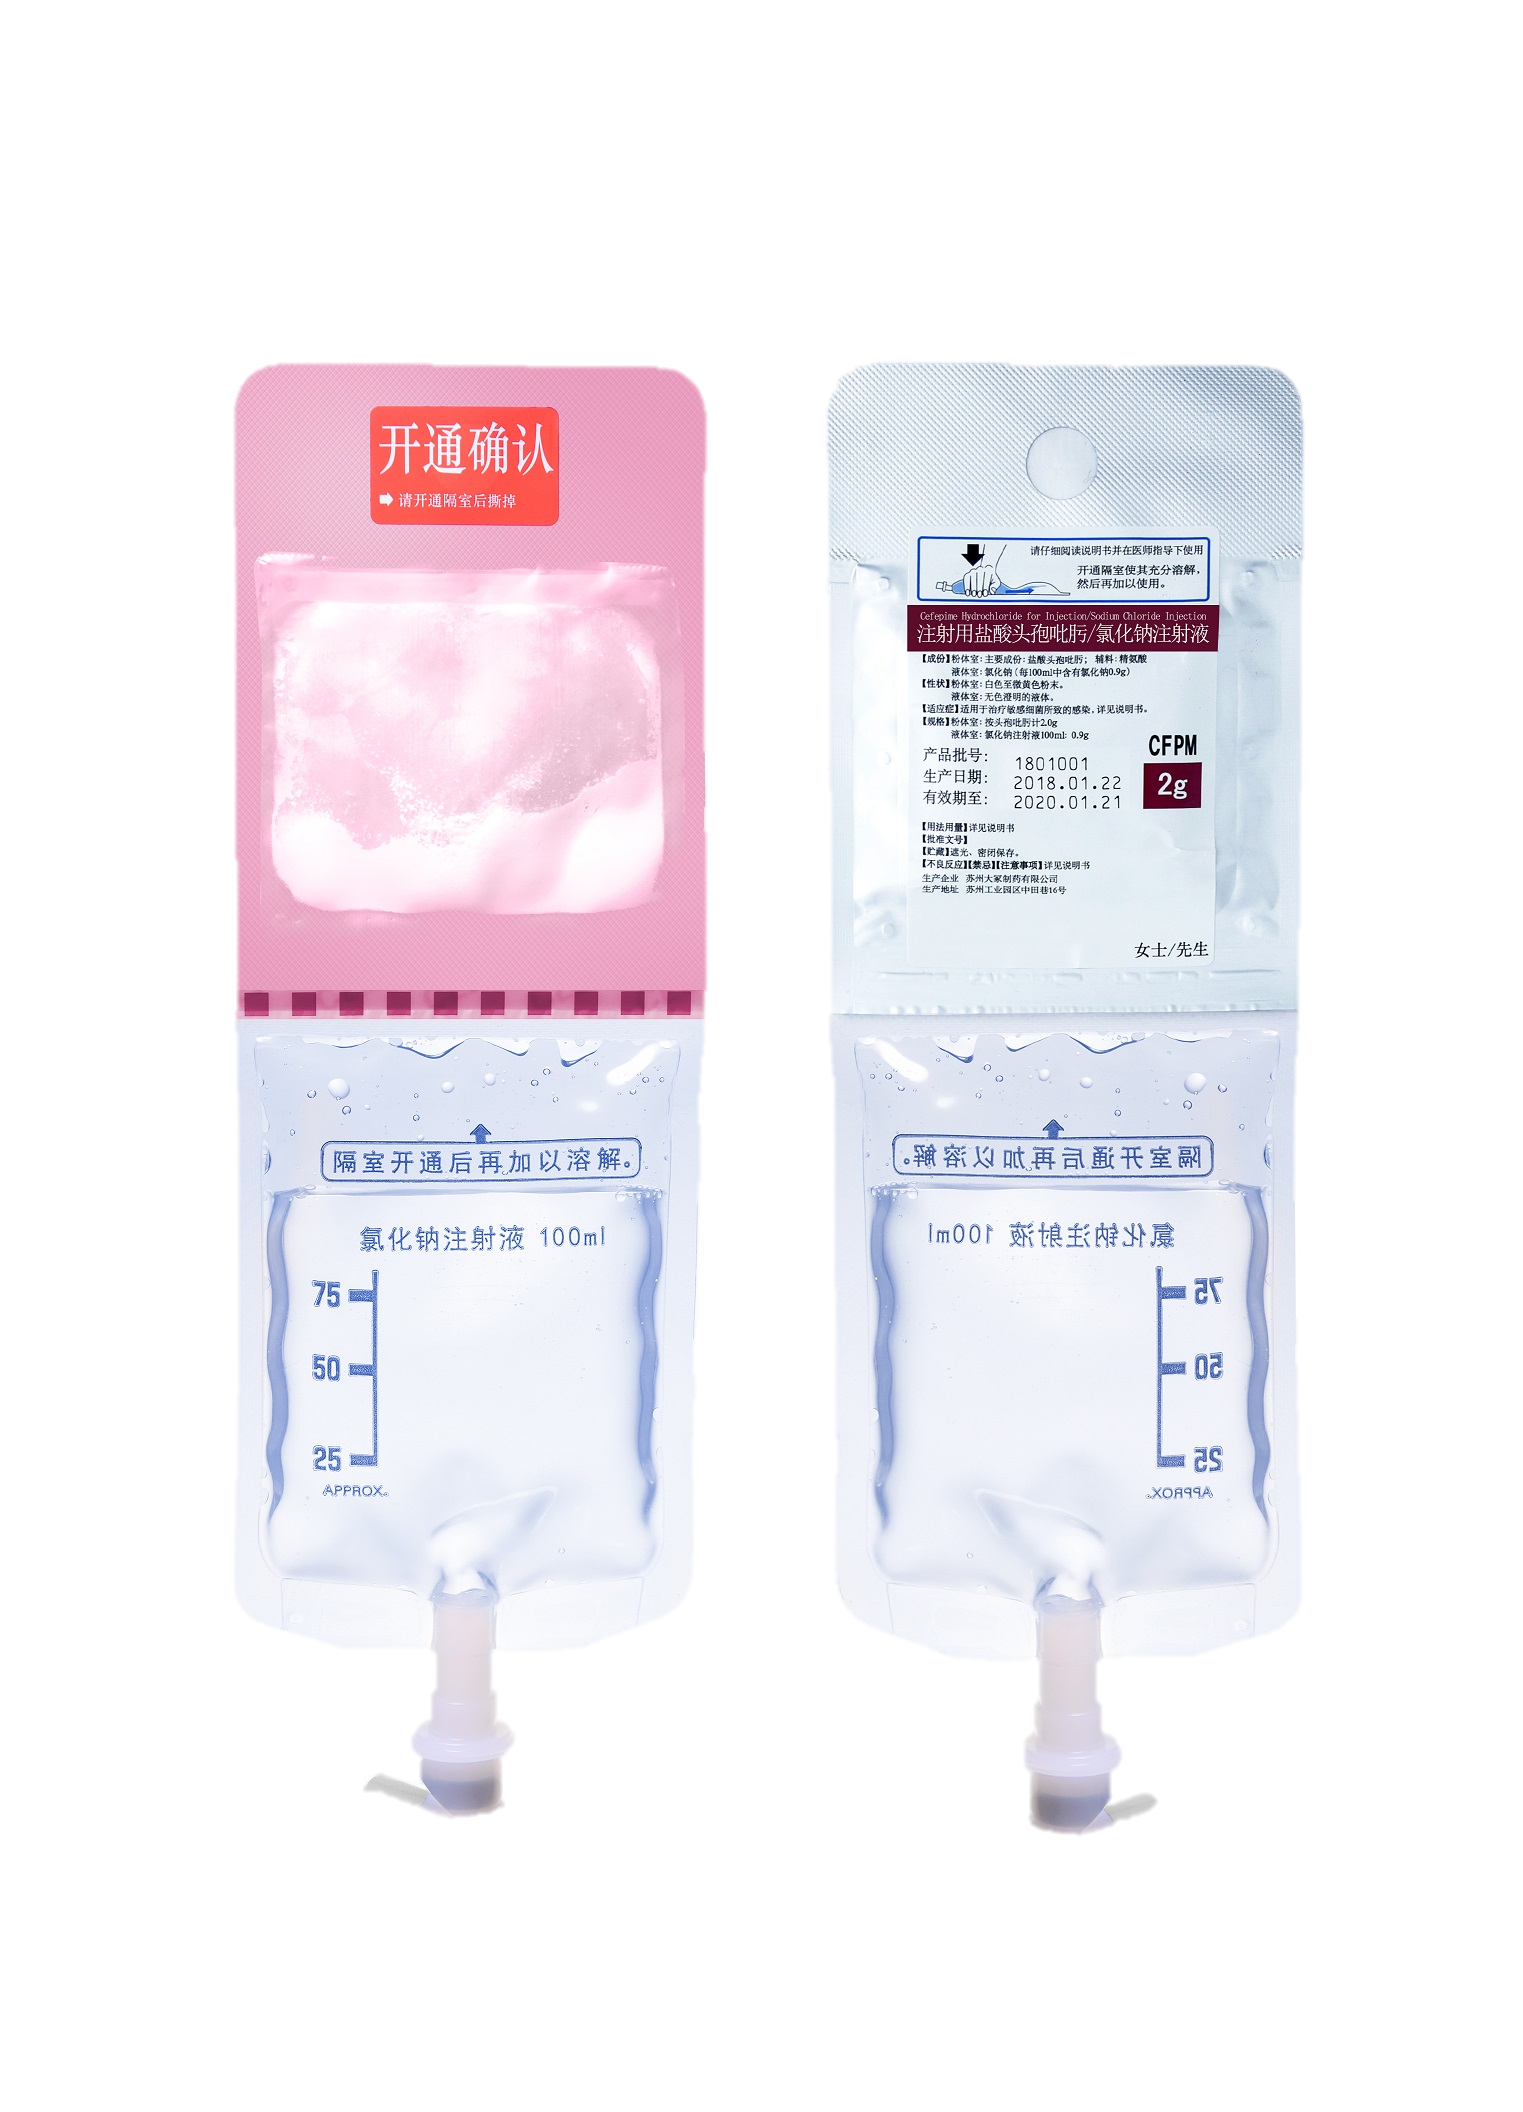 开通确认
➡ 请开通隔室后撕掉
隔室开通后再加以溶解。
氯化钠注射液 100ml
75
50
25
APPROX.
请仔细阅读说明书并在医师指导下使用
开通隔室使其充分溶解，
然后再加以使用。
Cefepime Hydrochloride for Injection/Sodium Chloride Injection
注射用盐酸头孢吡肟/氯化钠注射液
【成份】粉体室：主要成份：盐酸头孢吡肟； 辅料：精氨酸
液体室：氯化钠（每100ml中含有氯化钠0.9g）
【性状】粉体室：白色至微黄色粉末。
液体室：无色澄明的液体。
【适应症】适用于治疗敏感细菌所致的感染，详见说明书。
【规格】粉体室：按头孢吡肟计2.0g
液体室：氯化钠注射液100ml：0.9g
CFPM
2g
产品批号： 1801001
生产日期： 2018.01.22
有效期至： 2020.01.21
【用法用量】详见说明书
【批准文号】
【贮藏】遮光、密闭保存。
【不良反应】【禁忌】【注意事项】详见说明书
生产企业 苏州大冢制药有限公司
生产地址 苏州工业园区中田巷16号
女士/先生
隔室开通后再加以溶解。
氯化钠注射液 100ml
75
50
25
APPROX.